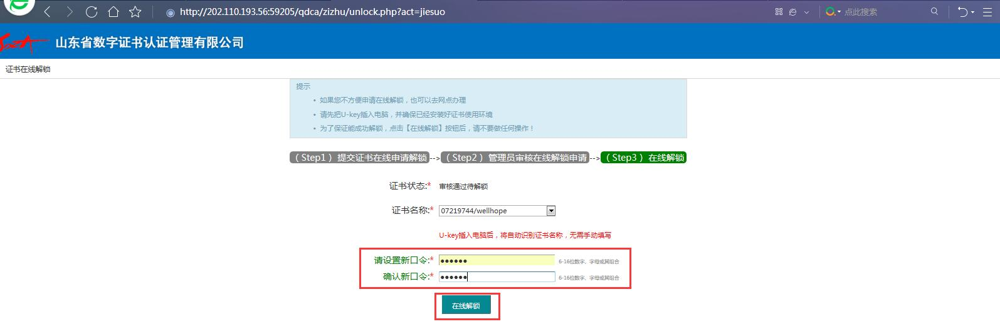 http://202.110.193.56:59205/qdca/zizhu/unlock.php?act=jiesuo
点此搜索
山东省数字证书认证管理有限公司
证书在线解锁
提示
• 如果您不方便申请在线解锁，也可以去网点办理
• 请先把U-key插入电脑，并确保已经安装好证书使用环境
• 为了保证能成功解锁，点击【在线解锁】按钮后，请不要做任何操作！
（Step1） 提交证书在线申请解锁-->（Step2） 管理员审核在线解锁申请-->（Step3） 在线解锁
证书状态:* 审核通过待解锁
证书名称:* 07219744/wellhope
U-key插入电脑后，将自动识别证书名称，无需手动填写
请设置新口令:* ●●●●●● 6-16位数字、字母或其组合
确认新口令:* ●●●●●● 6-16位数字、字母或其组合
在线解锁